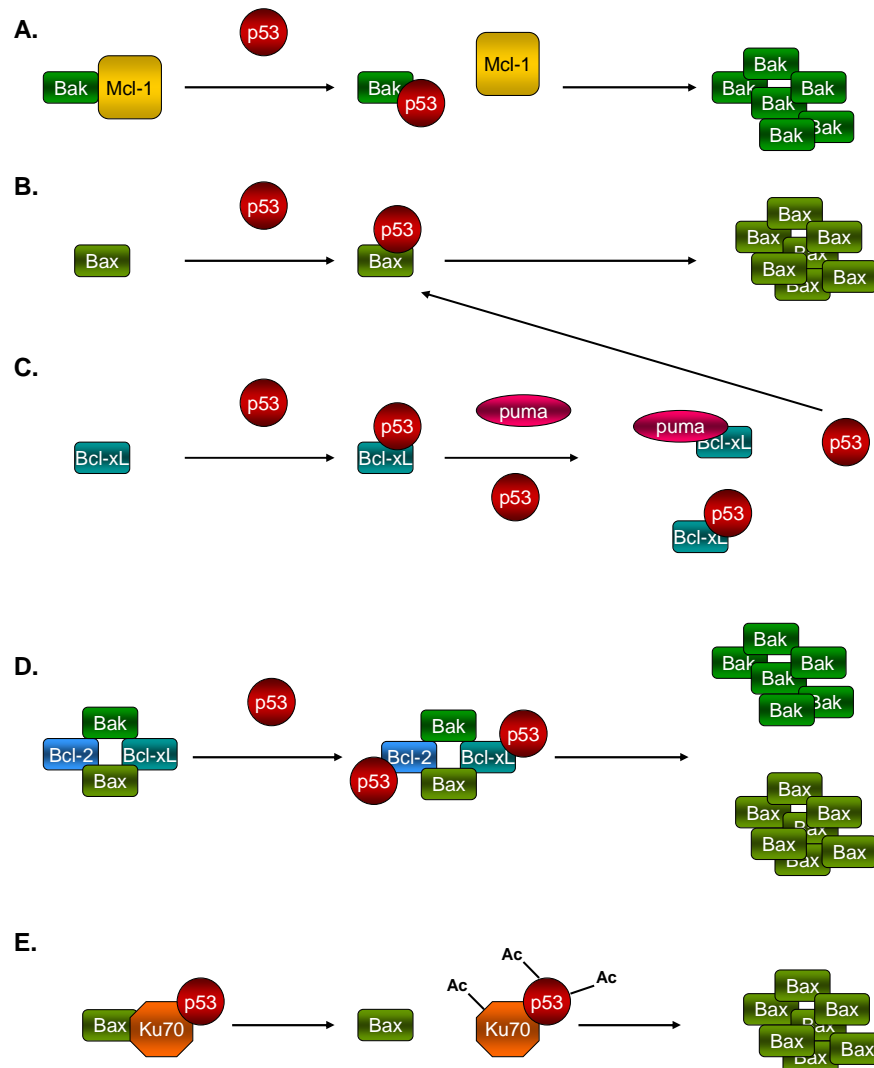 A.
p53
Bak Mcl-1
Bak p53
Mcl-1
Bak
Bak Bak
Bak
Bak Bak
B.
p53
Bax
p53
Bax
Bax
Bax Bax
Bax
Bax Bax
Bax
C.
p53
Bcl-xL
p53
Bcl-xL
puma
p53
puma
Bcl-xL
p53
p53
Bcl-xL
D.
p53
Bak
Bcl-2 Bcl-xL
Bax
Bak p53
Bcl-2 Bcl-xL
p53 Bax
Bak
Bak Bak
Bak
Bak Bak
Bax
Bax Bax
Bax
Bax Bax
Bax
E.
Bax Ku70 p53
Bax
Ac
Ac
Ac
p53
Ku70
Bax
Bax Bax
Bax
Bax Bax
Bax